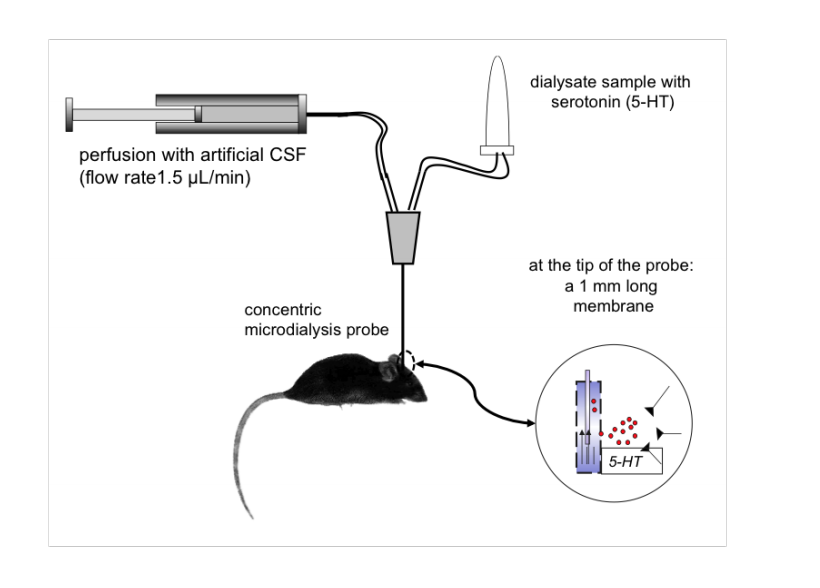 dialysate sample with
serotonin (5-HT)
perfusion with artificial CSF
(flow rate1.5 µL/min)
at the tip of the probe:
a 1 mm long
membrane
concentric
microdialysis probe
5-HT